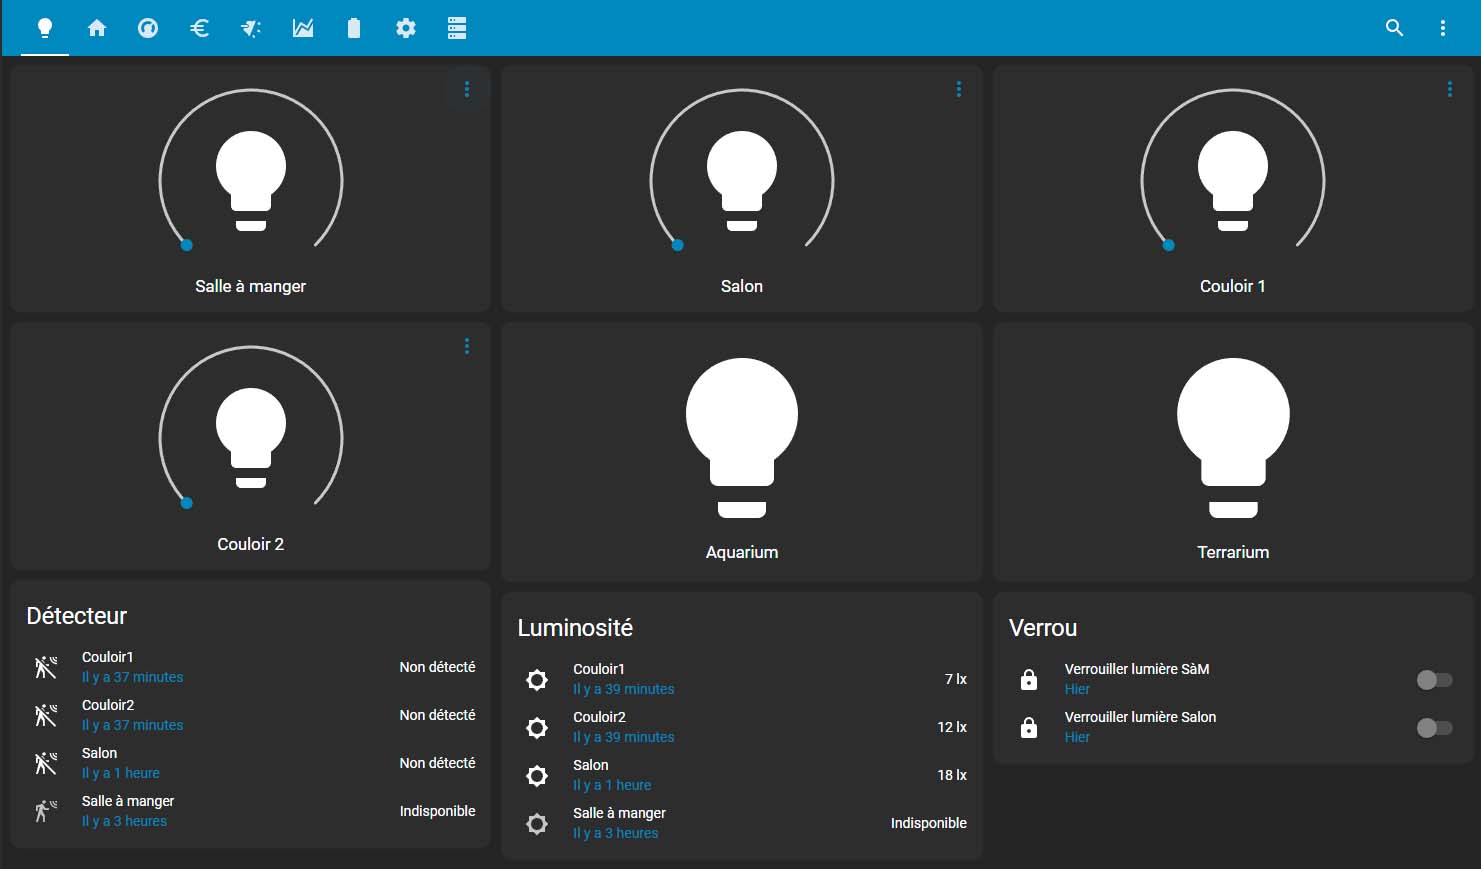 Salle à manger
Salon
Couloir 1
Couloir 2
Aquarium
Terrarium
Détecteur
Couloir1
Il y a 37 minutes
Non détecté
Couloir2
Il y a 37 minutes
Non détecté
Salon
Il y a 1 heure
Non détecté
Salle à manger
Il y a 3 heures
Indisponible
Luminosité
Couloir1
Il y a 39 minutes
7 lx
Couloir2
Il y a 39 minutes
12 lx
Salon
Il y a 1 heure
18 lx
Salle à manger
Il y a 3 heures
Indisponible
Verrou
Verrouiller lumière SàM
Hier
Verrouiller lumière Salon
Hier